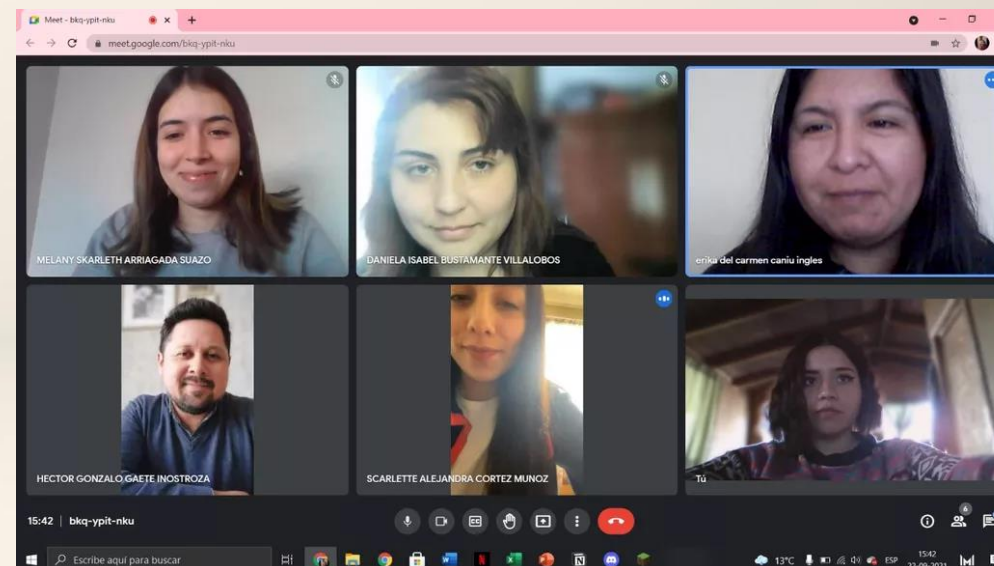 Meet - bkq-ypit-nku
meet.google.com/bkq-ypit-nku
MELANY SKARLETH ARRIAGADA SUAZO
DANIELA ISABEL BUSTAMANTE VILLALOBOS
erika del carmen caniu ingles
HECTOR GONZALO GAETE INOSTROZA
SCARLETTE ALEJANDRA CORTEZ MUNOZ
Tú
15:42 | bkq-ypit-nku
6
Escribe aquí para buscar
13°C
ESP
15:42